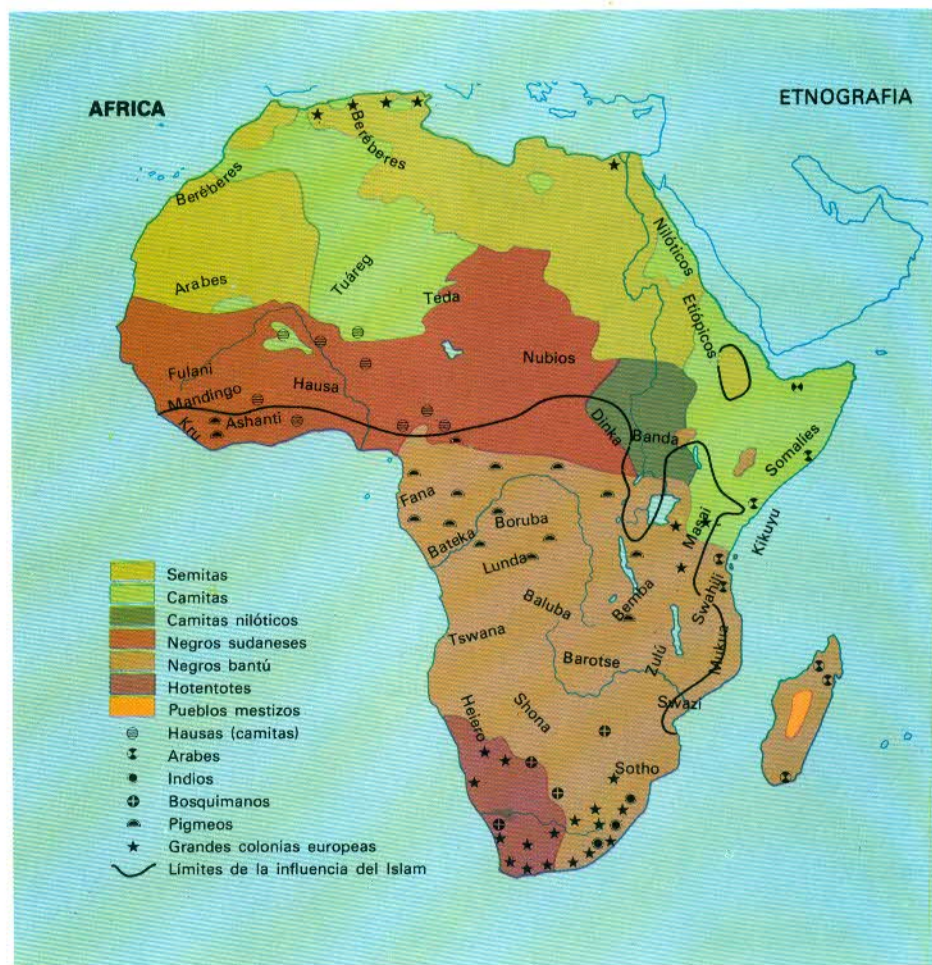 AFRICA
ETNOGRAFIA
Beréberes
Beréberes
Arabes
Tuáreg
Teda
Nilóticos
Etiópicos
Nubios
Fulani
Mandingo
Hausa
Kru
Ashanti
Dinka
Banda
Somalíes
Fana
Bateka
Boruba
Lunda
Masai
Kikuyu
Baluba
Bemba
Swahili
Tswana
Barotse
Zulú
Mukua
Swazi
Heiero
Shona
Sotho
Semitas
Camitas
Camitas nilóticos
Negros sudaneses
Negros bantú
Hotentotes
Pueblos mestizos
Hausas (camitas)
Arabes
Indios
Bosquimanos
Pigmeos
Grandes colonias europeas
Límites de la influencia del Islam